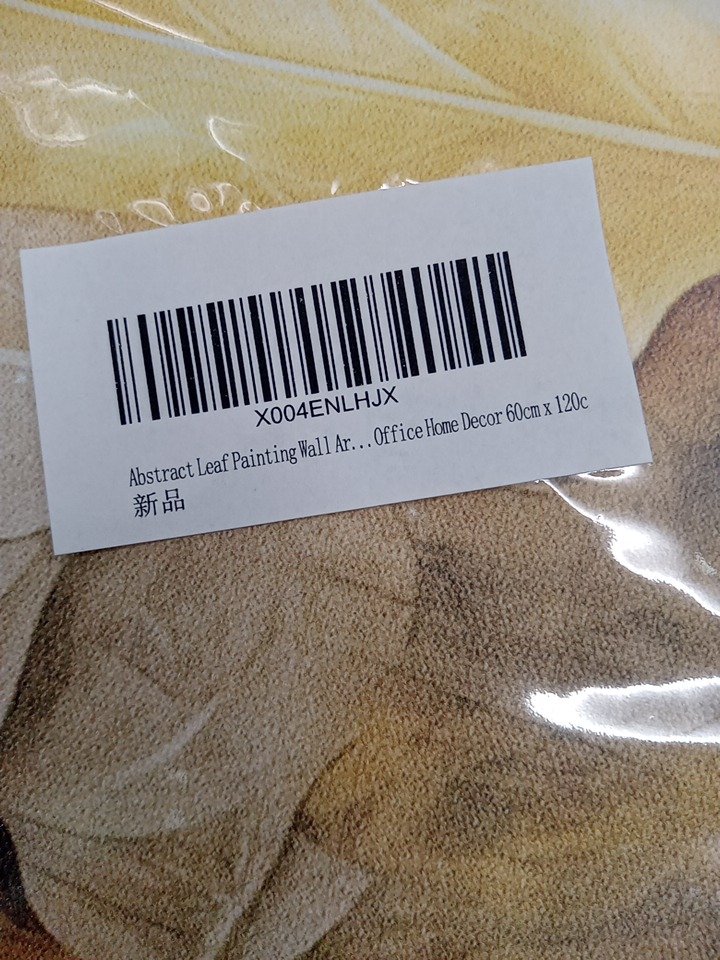 X004ENLHJX
Abstract Leaf Painting Wall Ar...Office Home Decor 60cm x 120c
新品